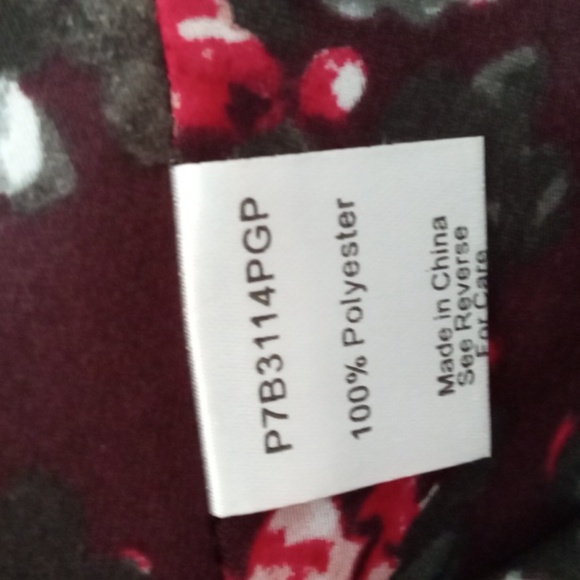 P7B3114PGP
100% Polyester
Made in China
See Reverse
For Care